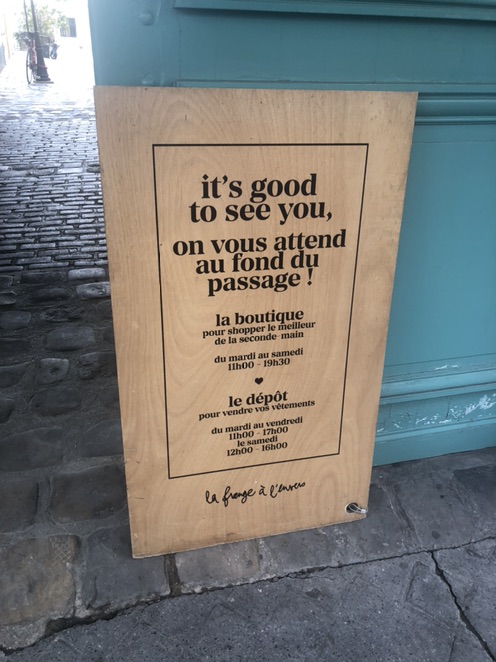 it's good
to see you,
on vous attend
au fond du
passage !
la boutique
pour shopper le meilleur
de la seconde-main
du mardi au samedi
11h00 - 19h30
le dépôt
pour vendre vos vêtements
du mardi au vendredi
11h00 - 17h00
le samedi
12h00 - 16h00
la frange à l'envers